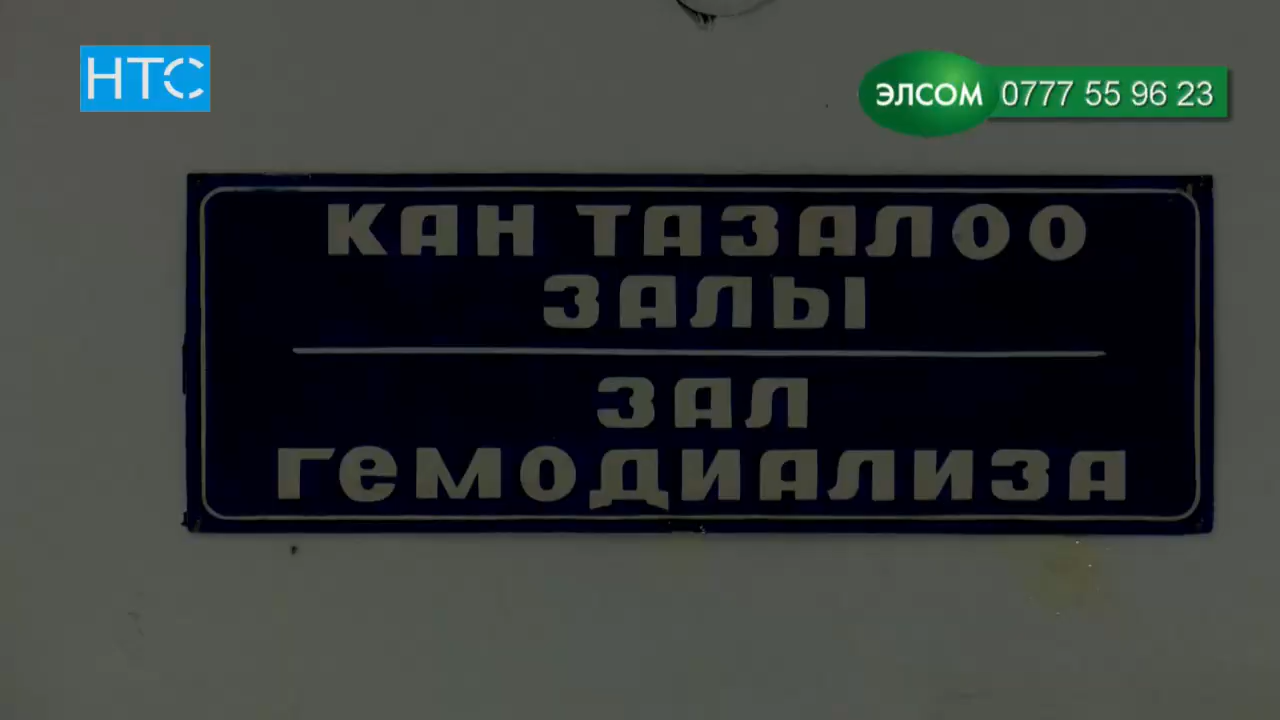 НТС
ЭЛСОМ 0777 55 96 23
КАН ТАЗАЛОО
ЗАЛЫ
ЗАЛ
ГЕМОДИАЛИЗА